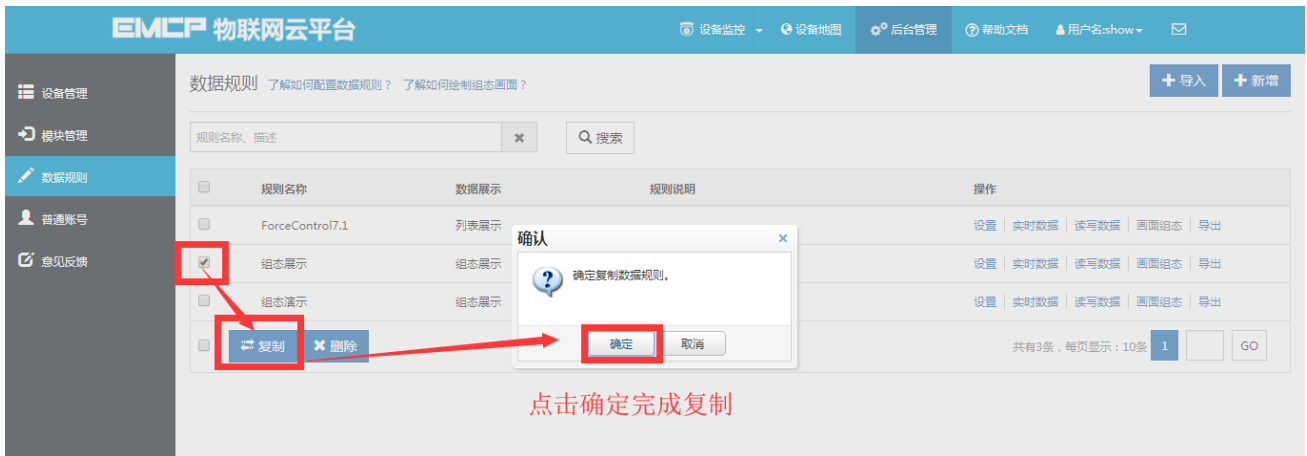 EMCP 物联网云平台
设备监控 设备地图 后台管理 帮助文档 用户名:show
设备管理
模块管理
数据规则
普通账号
意见反馈
数据规则 了解如何配置数据规则？ 了解如何绘制组态画面？
导入 新增
规则名称、描述 搜索
规则名称 数据展示 规则说明 操作
ForceControl7.1 列表展示 设置 实时数据 读写数据 画面组态 导出
组态展示 组态展示 设置 实时数据 读写数据 画面组态 导出
组态演示 组态展示 设置 实时数据 读写数据 画面组态 导出
复制 删除 共有3条，每页显示：10条 1 GO
确认
确定复制数据规则。
确定 取消
点击确定完成复制